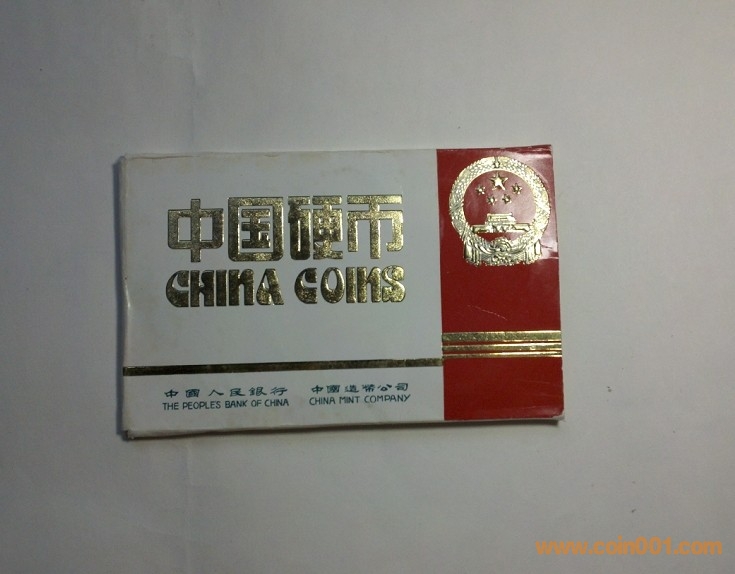 中国硬币
CHINA COINS
中國人民銀行 中國造幣公司
THE PEOPLE'S BANK OF CHINA CHINA MINT COMPANY
www.coin001.com